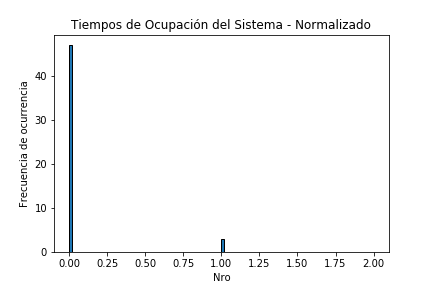 Tiempos de Ocupación del Sistema - Normalizado
Frecuencia de ocurrencia
40
30
20
10
0
0.00 0.25 0.50 0.75 1.00 1.25 1.50 1.75 2.00
Nro